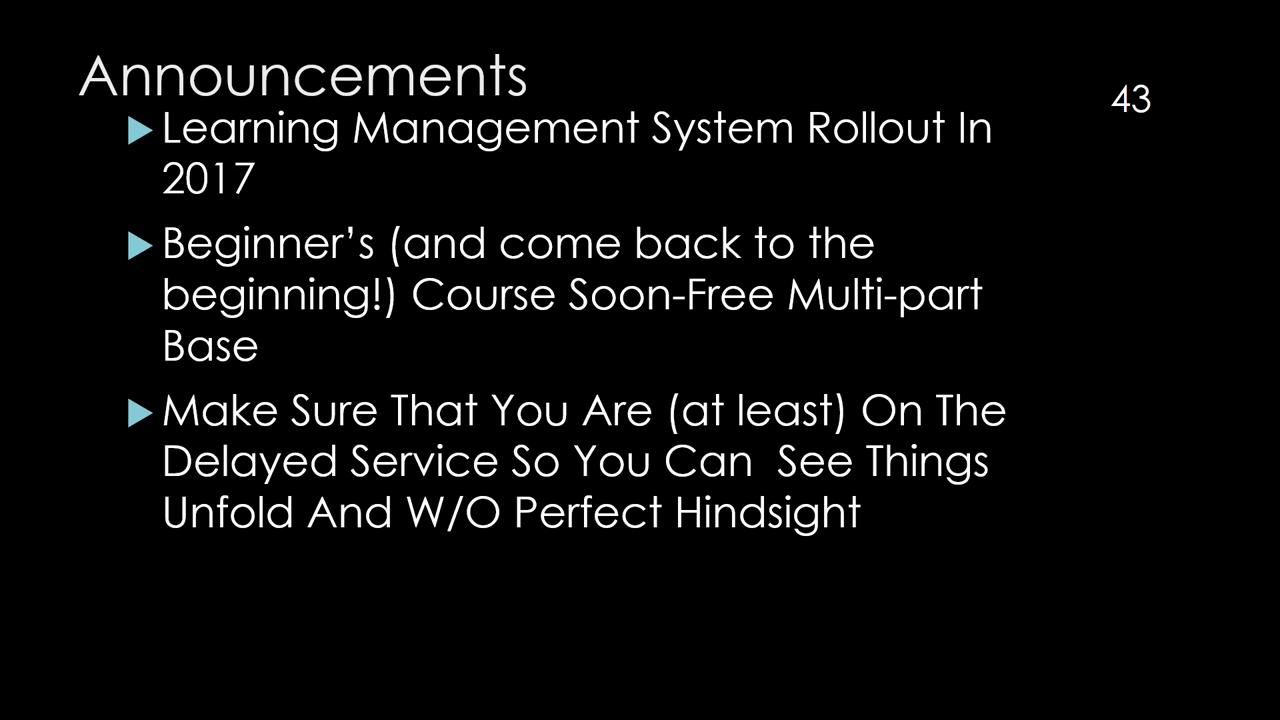 Announcements
43
Learning Management System Rollout In
2017
Beginner’s (and come back to the
beginning!) Course Soon-Free Multi-part
Base
Make Sure That You Are (at least) On The
Delayed Service So You Can  See Things
Unfold And W/O Perfect Hindsight